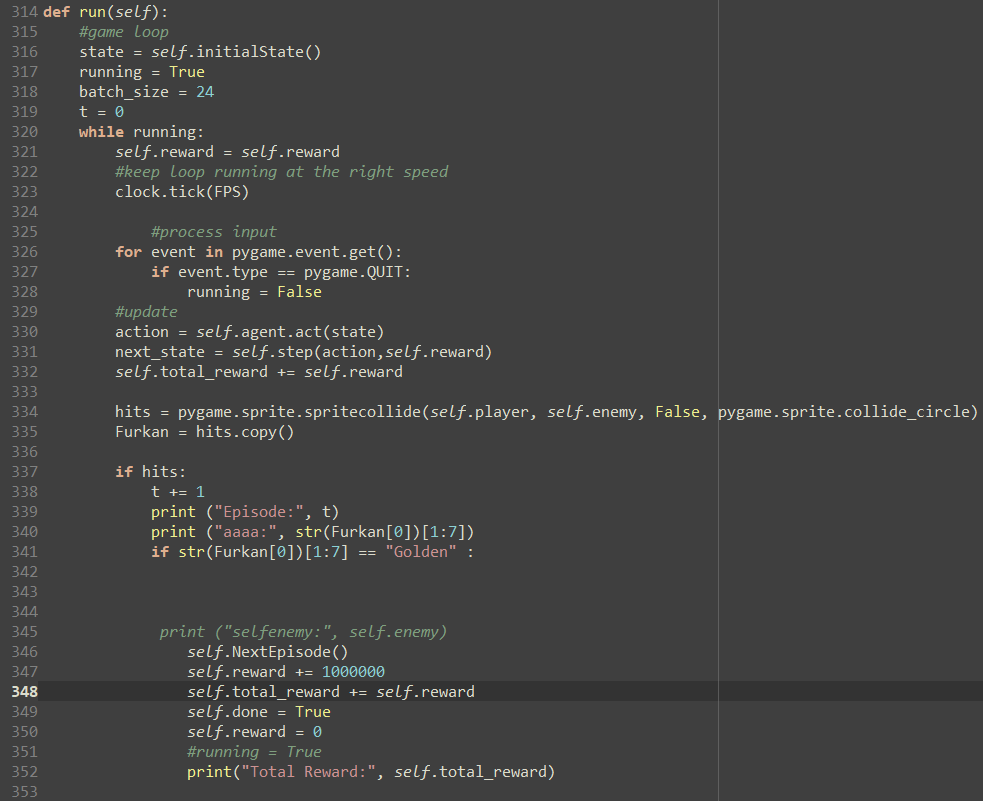 314 def run(self):
315     #game loop
316     state = self.initialState()
317     running = True
318     batch_size = 24
319     t = 0
320     while running:
321         self.reward = self.reward
322         #keep loop running at the right speed
323         clock.tick(FPS)
324
325             #process input
326         for event in pygame.event.get():
327             if event.type == pygame.QUIT:
328                 running = False
329         #update
330         action = self.agent.act(state)
331         next_state = self.step(action,self.reward)
332         self.total_reward += self.reward
333
334         hits = pygame.sprite.spritecollide(self.player, self.enemy, False, pygame.sprite.collide_circle)
335         Furkan = hits.copy()
336
337         if hits:
338             t += 1
339             print ("Episode:", t)
340             print ("aaaa:", str(Furkan[0])[1:7])
341             if str(Furkan[0])[1:7] == "Golden" :
342
343
344
345              print ("selfenemy:", self.enemy)
346                 self.NextEpisode()
347                 self.reward += 1000000
348                 self.total_reward += self.reward
349                 self.done = True
350                 self.reward = 0
351                 #running = True
352                 print("Total Reward:", self.total_reward)
353